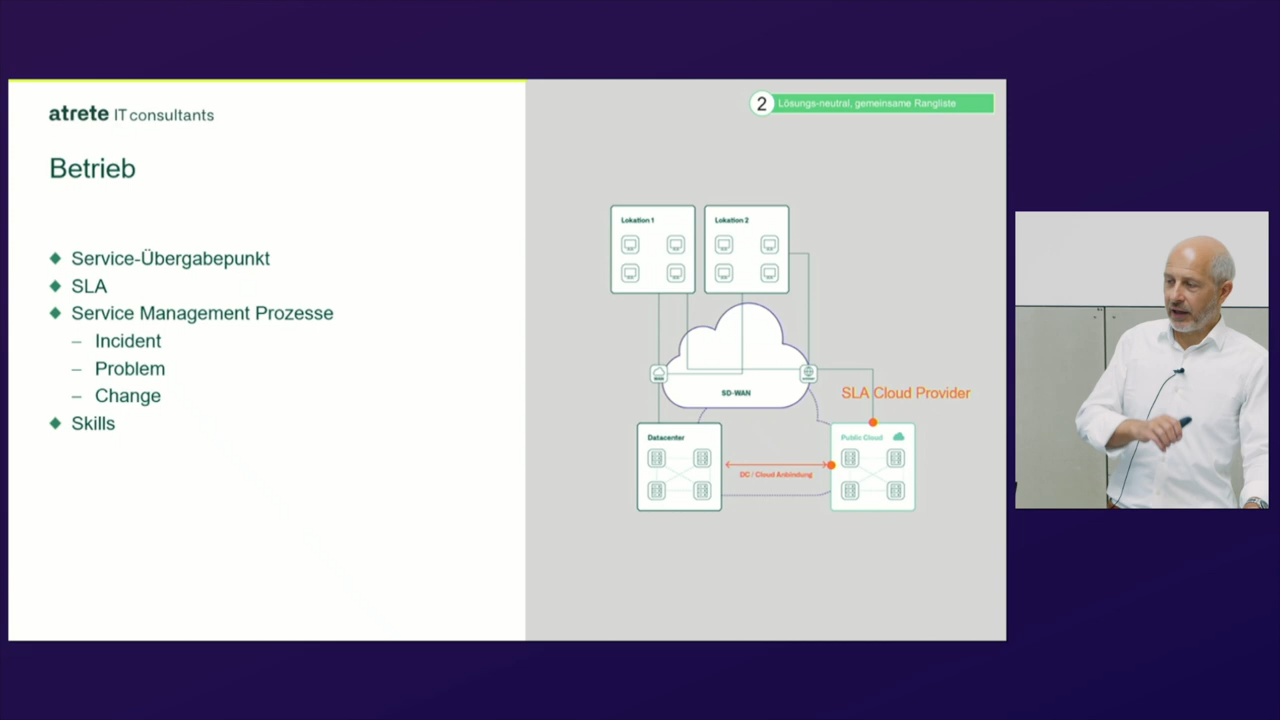 atrete IT consultants
2 Lösungs-neutral, gemeinsame Rangliste
Betrieb
Service-Übergabepunkt
SLA
Service Management Prozesse
– Incident
– Problem
– Change
Skills
Lokation 1
Lokation 2
SD-WAN
SLA Cloud Provider
Datacenter
Public Cloud
DC / Cloud Anbindung